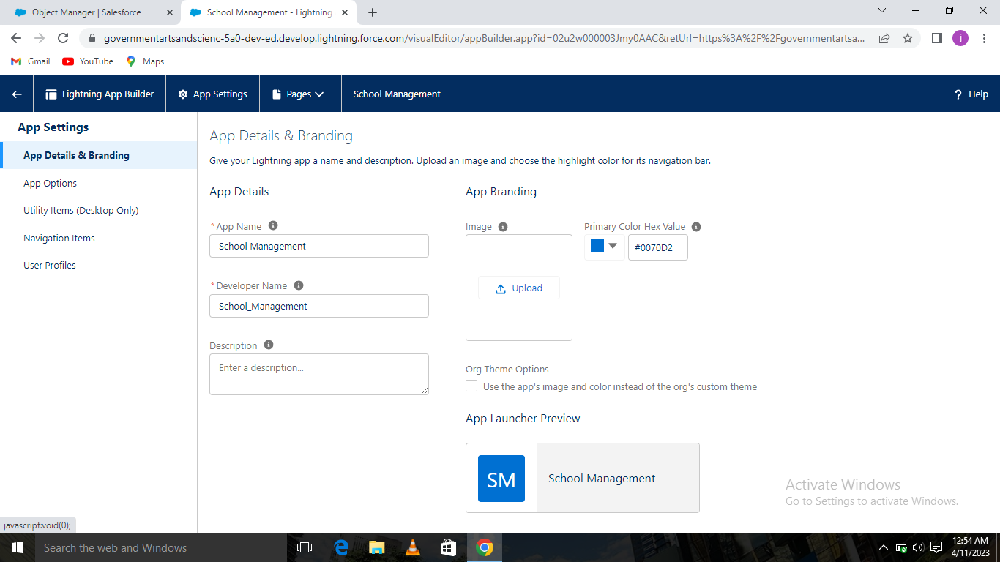 Object Manager | Salesforce
School Management - Lightning
governmentartsandscienc-5a0-dev-ed.develop.lightning.force.com/visualEditor/appBuilder.app?id=02u2w000003Jmy0AAC&retUrl=https%3A%2F%2Fgovernmentartsa...
j
Gmail
YouTube
Maps
Lightning App Builder
App Settings
Pages
School Management
? Help
App Settings
App Details & Branding
App Options
Utility Items (Desktop Only)
Navigation Items
User Profiles
App Details & Branding
Give your Lightning app a name and description. Upload an image and choose the highlight color for its navigation bar.
App Details
*App Name
School Management
*Developer Name
School_Management
Description
Enter a description...
App Branding
Image
Upload
Primary Color Hex Value
#0070D2
Org Theme Options
Use the app's image and color instead of the org's custom theme
App Launcher Preview
SM
School Management
Activate Windows
Go to Settings to activate Windows.
javascript:void(0);
Search the web and Windows
12:54 AM
4/11/2023